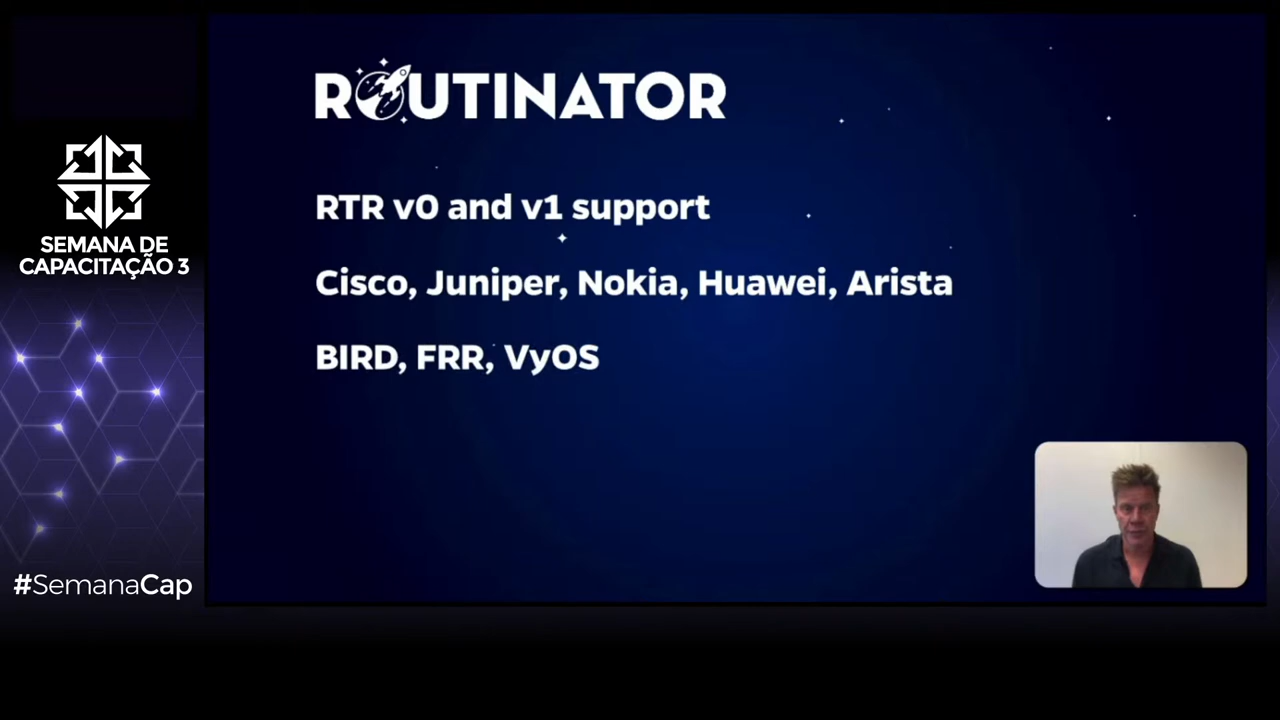 ROUTINATOR
RTR v0 and v1 support
Cisco, Juniper, Nokia, Huawei, Arista
BIRD, FRR, VyOS
SEMANA DE
CAPACITAÇÃO 3
#SemanaCap